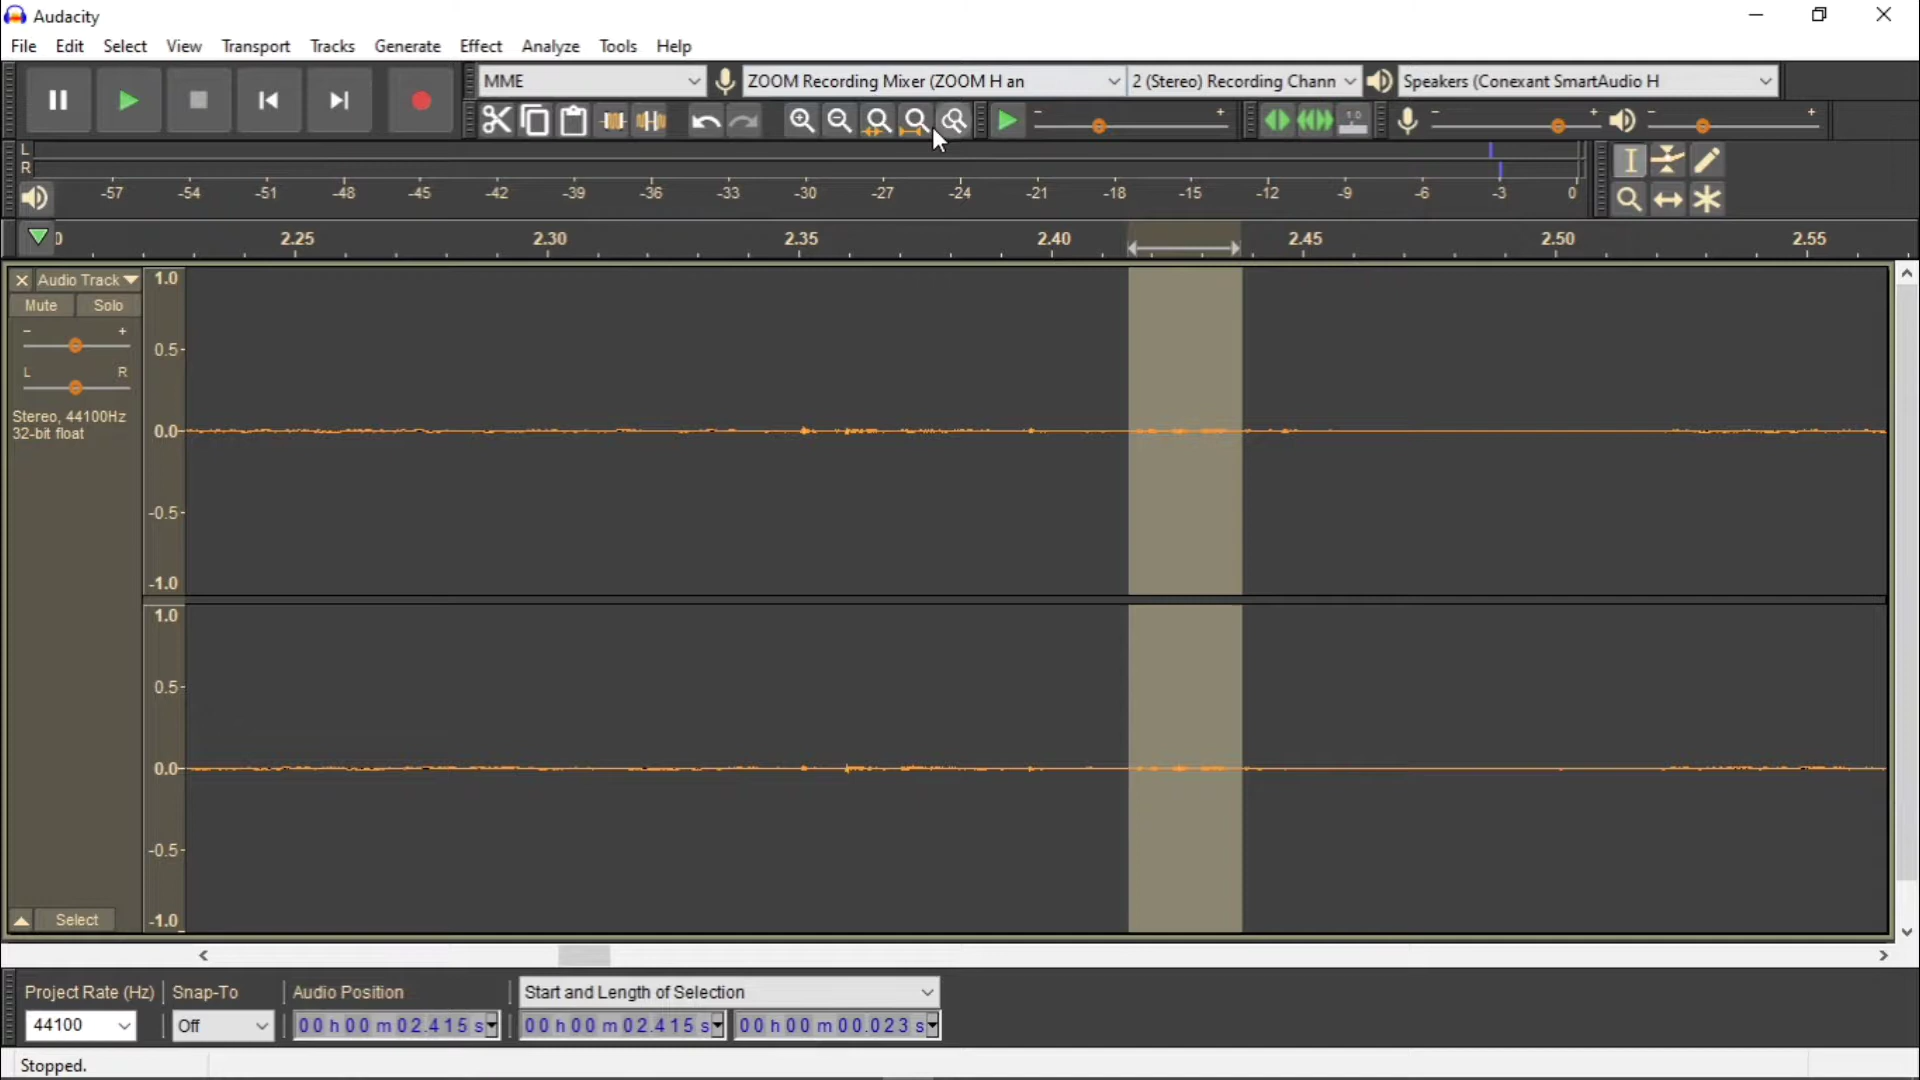 Audacity
File Edit Select View Transport Tracks Generate Effect Analyze Tools Help
MME ZOOM Recording Mixer (ZOOM H an 2 (Stereo) Recording Chann Speakers (Conexant SmartAudio H
- + - + - +
1.0
L
R
-57 -54 -51 -48 -45 -42 -39 -36 -33 -30 -27 -24 -21 -18 -15 -12 -9 -6 -3 0
0 2.25 2.30 2.35 2.40 2.45 2.50 2.55
Audio Track
Mute Solo
- +
L R
Stereo, 44100Hz
32-bit float
Select
1.0
0.5
0.0
-0.5
-1.0
1.0
0.5
0.0
-0.5
-1.0
Project Rate (Hz) Snap-To Audio Position Start and Length of Selection
44100 Off 00 h 00 m 02.415 s 00 h 00 m 02.415 s 00 h 00 m 00.023 s
Stopped.